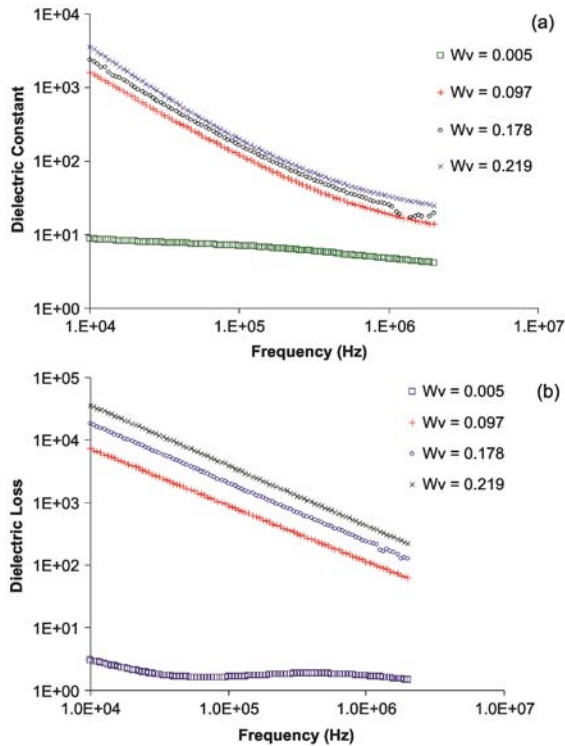 (a)
1E+04
1E+03
1E+02
1E+01
1E+00
Dielectric Constant
Wv = 0.005
Wv = 0.097
Wv = 0.178
Wv = 0.219
1.E+04
1.E+05
1.E+06
1.E+07
Frequency (Hz)
(b)
1E+05
1E+04
1E+03
1E+02
1E+01
1E+00
Dielectric Loss
Wv = 0.005
Wv = 0.097
Wv = 0.178
Wv = 0.219
1.0E+04
1.0E+05
1.0E+06
1.0E+07
Frequency (Hz)